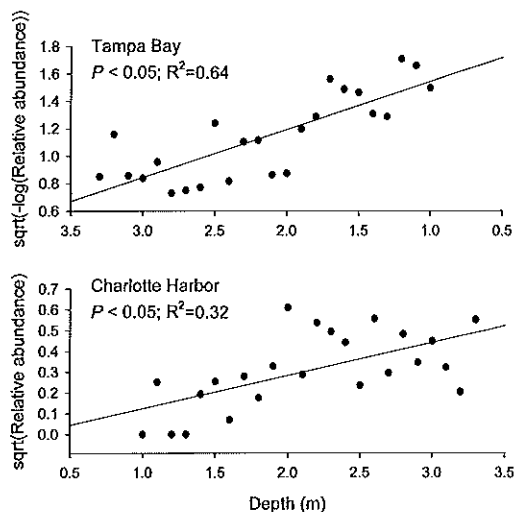 Tampa Bay
P < 0.05; R²=0.64
sqrt(-log(Relative abundance))
1.8
1.6
1.4
1.2
1.0
0.8
0.6
3.5 3.0 2.5 2.0 1.5 1.0 0.5
Charlotte Harbor
P < 0.05; R²=0.32
sqrt(Relative abundance)
0.7
0.6
0.5
0.4
0.3
0.2
0.1
0.0
0.5 1.0 1.5 2.0 2.5 3.0 3.5
Depth (m)